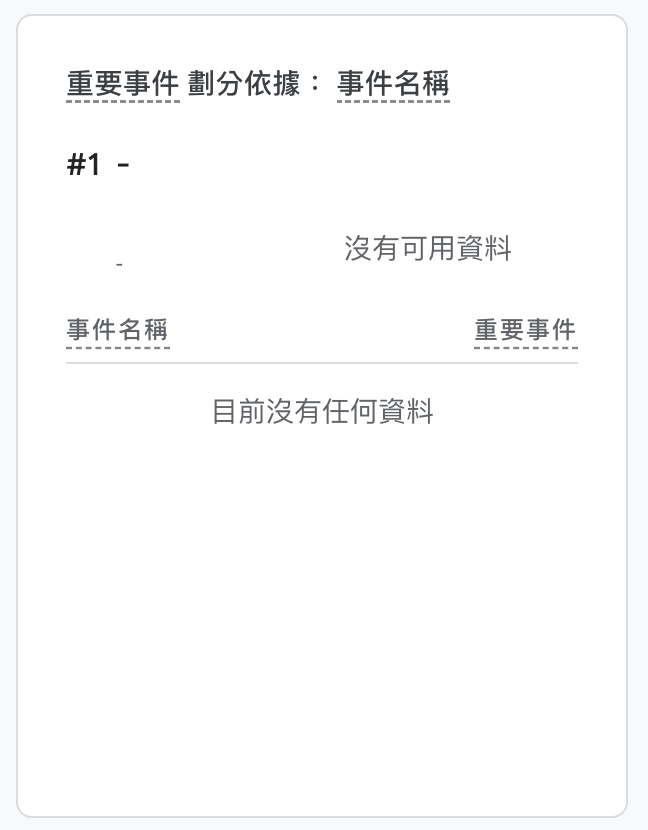 重要事件 劃分依據： 事件名稱
#1 -
- 沒有可用資料
事件名稱 重要事件
目前沒有任何資料